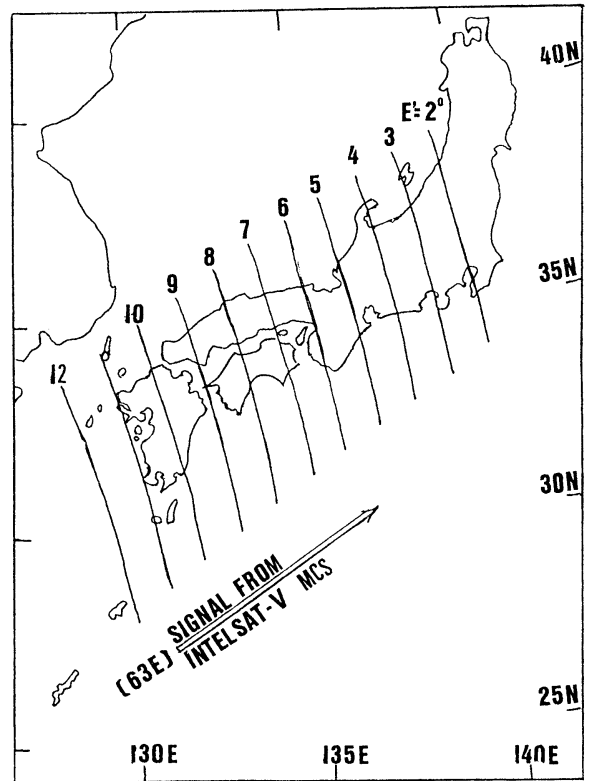 40N
E'=2°
3
4
5
6
7
8
9
10
12
35N
30N
SIGNAL FROM
(63E) INTELSAT-V MCS
25N
130E 135E 140E